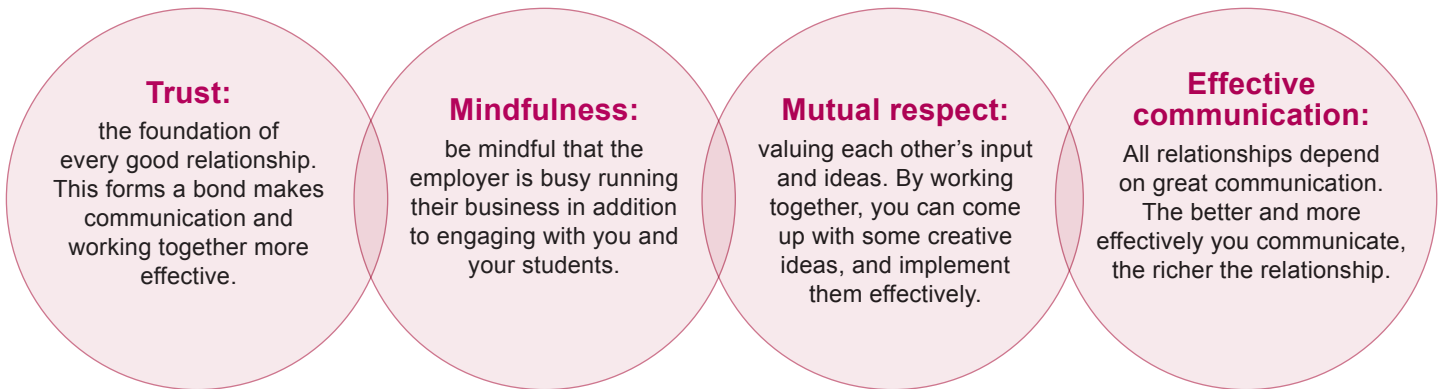 Trust:
the foundation of
every good relationship.
This forms a bond makes
communication and
working together more
effective.
Mindfulness:
be mindful that the
employer is busy running
their business in addition
to engaging with you and
your students.
Mutual respect:
valuing each other’s input
and ideas. By working
together, you can come
up with some creative
ideas, and implement
them effectively.
Effective
communication:
All relationships depend
on great communication.
The better and more
effectively you communicate,
the richer the relationship.